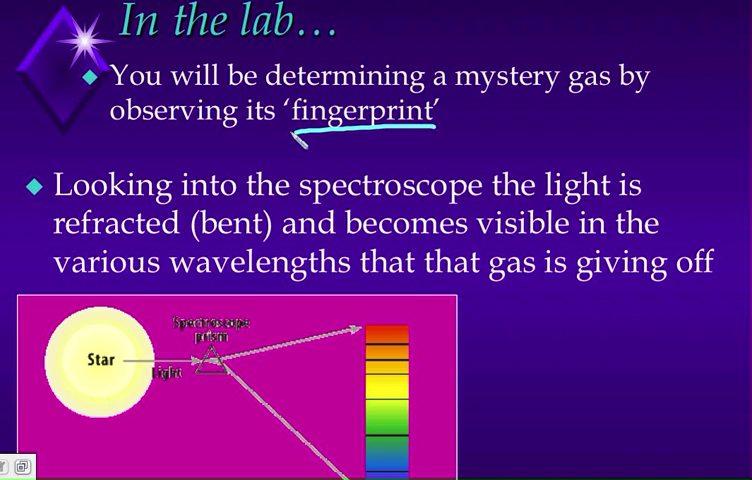 In the lab…
You will be determining a mystery gas by
observing its ‘fingerprint’
Looking into the spectroscope the light is
refracted (bent) and becomes visible in the
various wavelengths that that gas is giving off
Spectroscope
prism
Star
Light